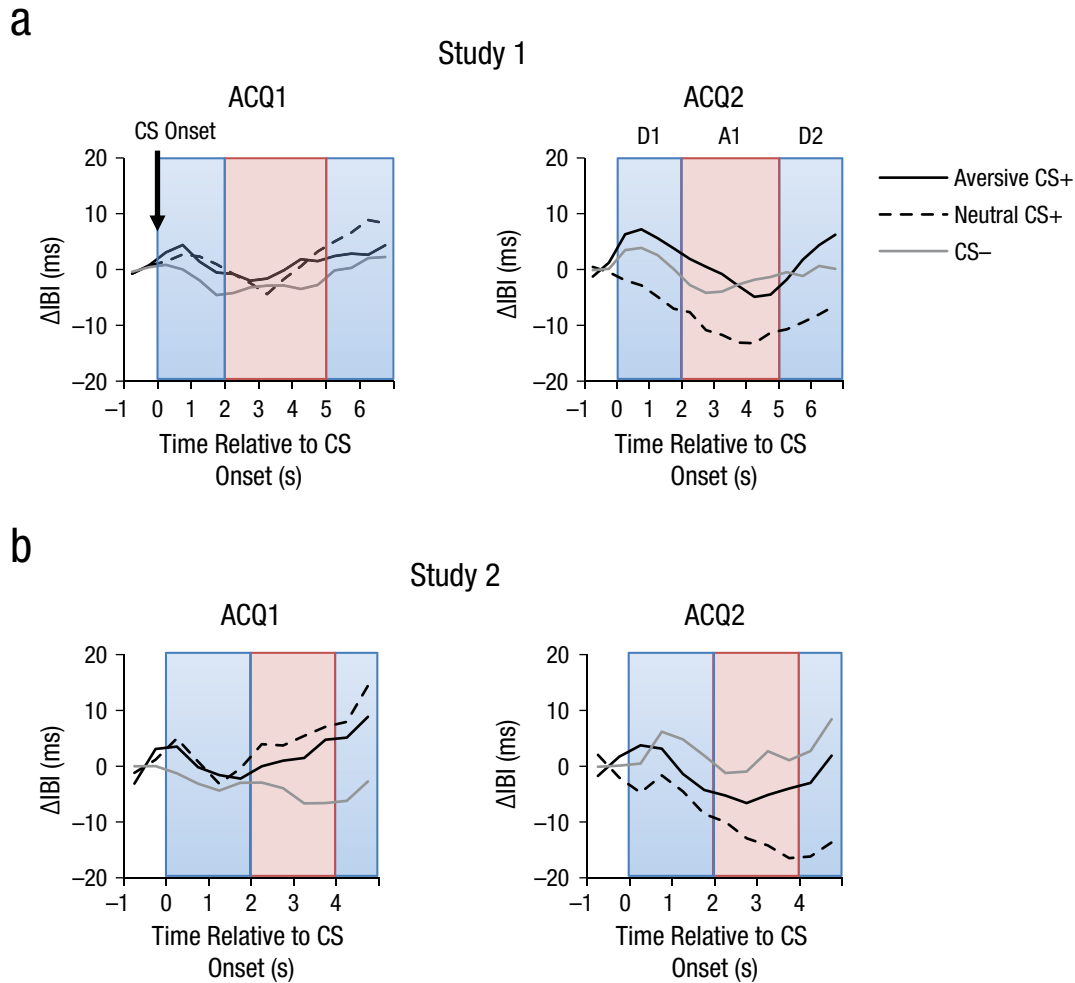 a
Study 1
ACQ1
CS Onset
20
10
0
–10
–20
ΔIBI (ms)
–1 0 1 2 3 4 5 6
Time Relative to CS
Onset (s)
ACQ2
D1 A1 D2
20
10
0
–10
–20
ΔIBI (ms)
–1 0 1 2 3 4 5 6
Time Relative to CS
Onset (s)
Aversive CS+
Neutral CS+
CS–
b
Study 2
ACQ1
20
10
0
–10
–20
ΔIBI (ms)
–1 0 1 2 3 4
Time Relative to CS
Onset (s)
ACQ2
20
10
0
–10
–20
ΔIBI (ms)
–1 0 1 2 3 4
Time Relative to CS
Onset (s)